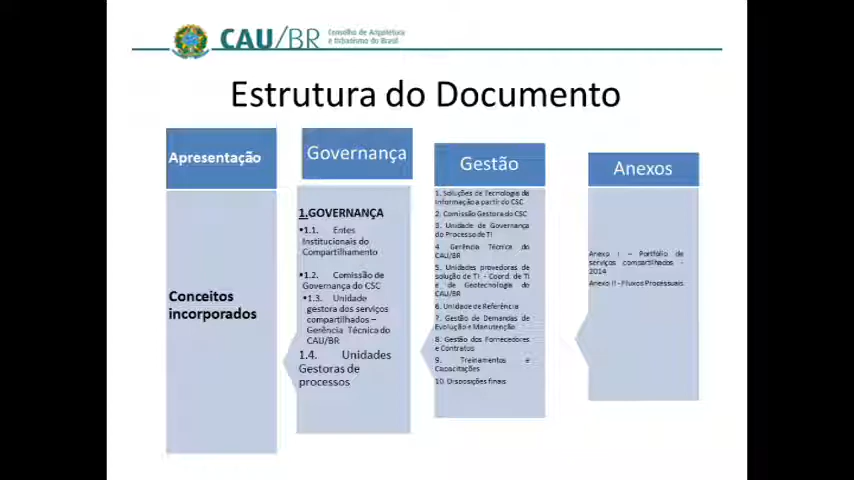 CAU/BR Conselho de Arquitetura
e Urbanismo do Brasil
Estrutura do Documento
Apresentação
Conceitos
incorporados
Governança
1.GOVERNANÇA
•1.1. Entes
Institucionais do
Compartilhamento
•1.2. Comissão de
Governança do CSC
•1.3. Unidade
gestora dos serviços
compartilhados –
Gerência Técnica do
CAU/BR
1.4. Unidades
Gestoras de
processos
Gestão
1. Soluções de Tecnologia da
Informação a partir do CSC
2. Comissão Gestora do CSC
3. Unidade de Governança
do Processo de TI
4 Gerência Técnica do
CAU/BR
5. Unidades provedoras de
solução de TI - Coord. de TI
e de Geotecnologia do
CAU/BR
6. Unidade de Referência
7. Gestão de Demandas de
Evolução e Manutenção
8. Gestão dos Fornecedores
e Contratos
9. Treinamentos e
Capacitações
10. Disposições finais
Anexos
Anexo I – Portfólio de
serviços compartilhados -
2014
Anexo II - Fluxos Processuais